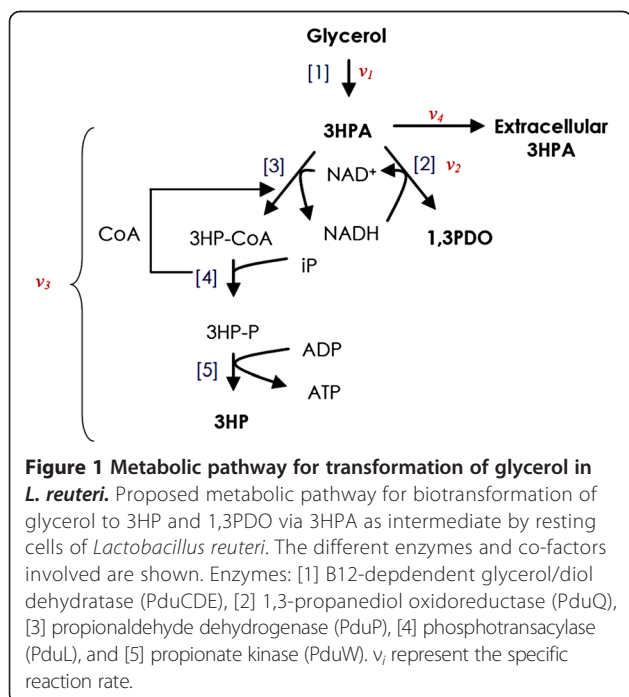 Glycerol
[1] v1
3HPA
v4
Extracellular
3HPA
[3]
NAD+
[2] v2
CoA
3HP-CoA
NADH
1,3PDO
[4]
iP
v3
3HP-P
ADP
[5]
ATP
3HP
Figure 1 Metabolic pathway for transformation of glycerol in
L. reuteri. Proposed metabolic pathway for biotransformation of
glycerol to 3HP and 1,3PDO via 3HPA as intermediate by resting
cells of Lactobacillus reuteri. The different enzymes and co-factors
involved are shown. Enzymes: [1] B12-depdendent glycerol/diol
dehydratase (PduCDE), [2] 1,3-propanediol oxidoreductase (PduQ),
[3] propionaldehyde dehydrogenase (PduP), [4] phosphotransacylase
(PduL), and [5] propionate kinase (PduW). vi represent the specific
reaction rate.